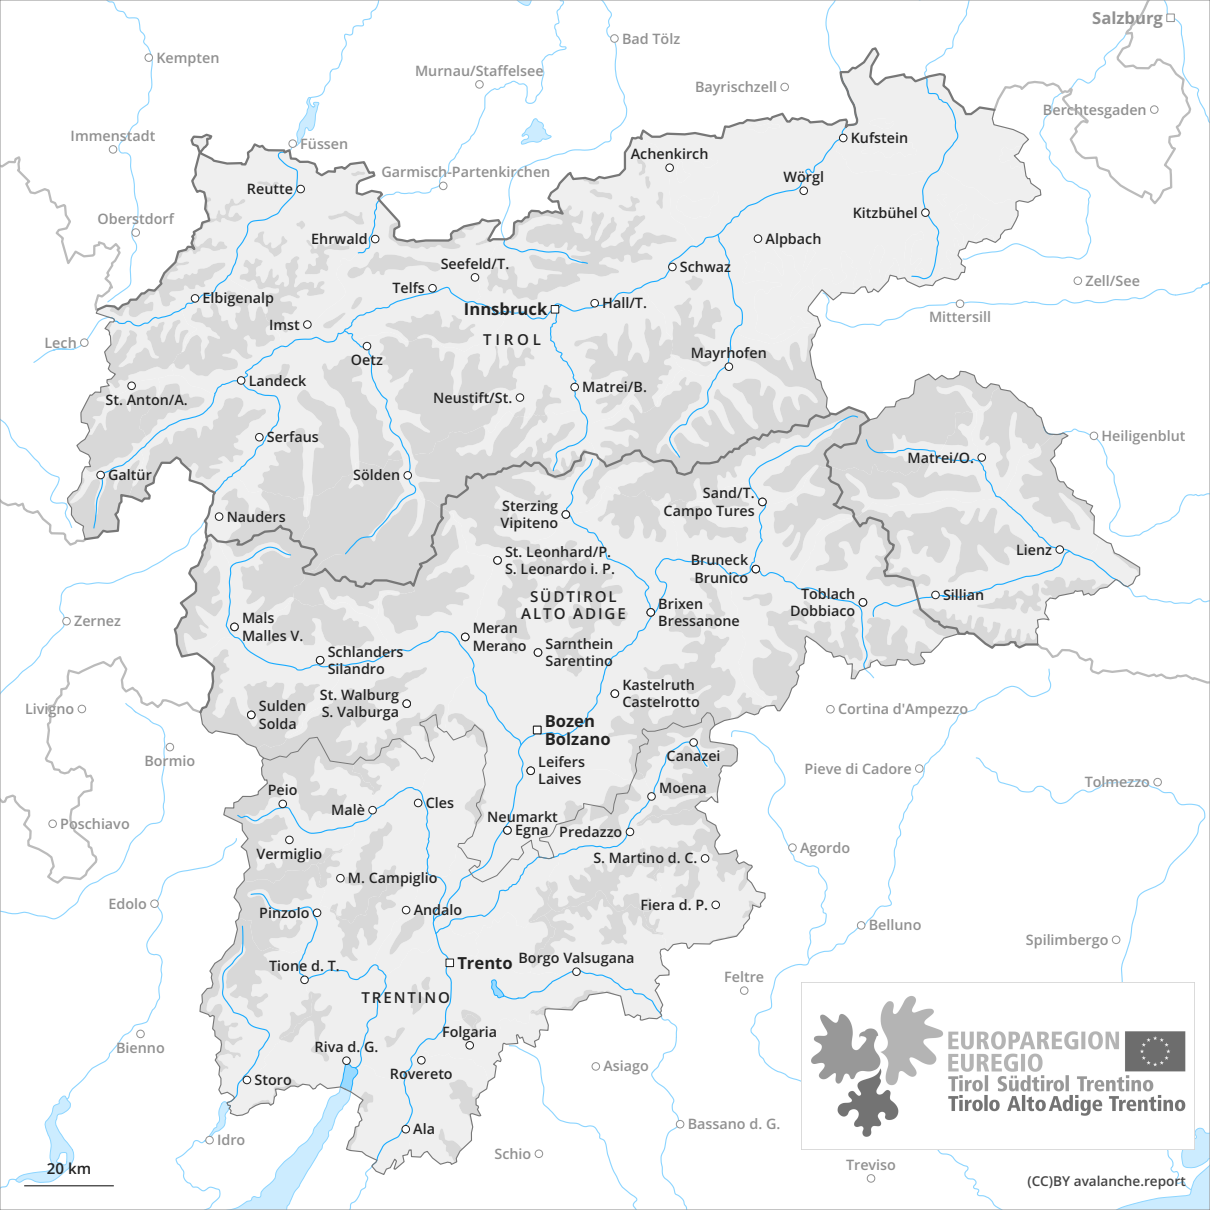 Salzburg
Bad Tölz
Kempten
Murnau/Staffelsee
Bayrischzell
Berchtesgaden
Immenstadt
Füssen
Kufstein
Achenkirch
Garmisch-Partenkirchen
Wörgl
Reutte
Oberstdorf
Kitzbühel
Ehrwald
Alpbach
Seefeld/T.
Schwaz
Zell/See
Telfs
Elbigenalp
Hall/T.
Innsbruck
Mittersill
Imst
TIROL
Lech
Oetz
Mayrhofen
Landeck
Matrei/B.
St. Anton/A.
Neustift/St.
Serfaus
Heiligenblut
Matrei/O.
Galtür
Sölden
Sand/T.
Campo Tures
Sterzing
Vipiteno
Nauders
St. Leonhard/P.
S. Leonardo i. P.
Lienz
Bruneck
Brunico
SÜDTIROL
ALTO ADIGE
Toblach
Dobbiaco
Sillian
Brixen
Bressanone
Zernez
Mals
Malles V.
Meran
Merano
Sarnthein
Sarentino
Schlanders
Silandro
Kastelruth
Castelrotto
St. Walburg
S. Valburga
Livigno
Sulden
Solda
Cortina d'Ampezzo
Bozen
Bolzano
Bormio
Canazei
Leifers
Laives
Pieve di Cadore
Tolmezzo
Peio
Moena
Malè
Cles
Neumarkt
Egna
Predazzo
Poschiavo
Vermiglio
Agordo
S. Martino d. C.
M. Campiglio
Edolo
Pinzolo
Andalo
Fiera d. P.
Belluno
Spilimbergo
Trento
Borgo Valsugana
Tione d. T.
Feltre
TRENTINO
Folgaria
Bienno
Riva d. G.
Rovereto
Asiago
Storo
EUROPAREGION
EUREGIO
Tirol Südtirol Trentino
Tirolo Alto Adige Trentino
Ala
Bassano d. G.
Idro
Schio
Treviso
20 km
(CC)BY avalanche.report